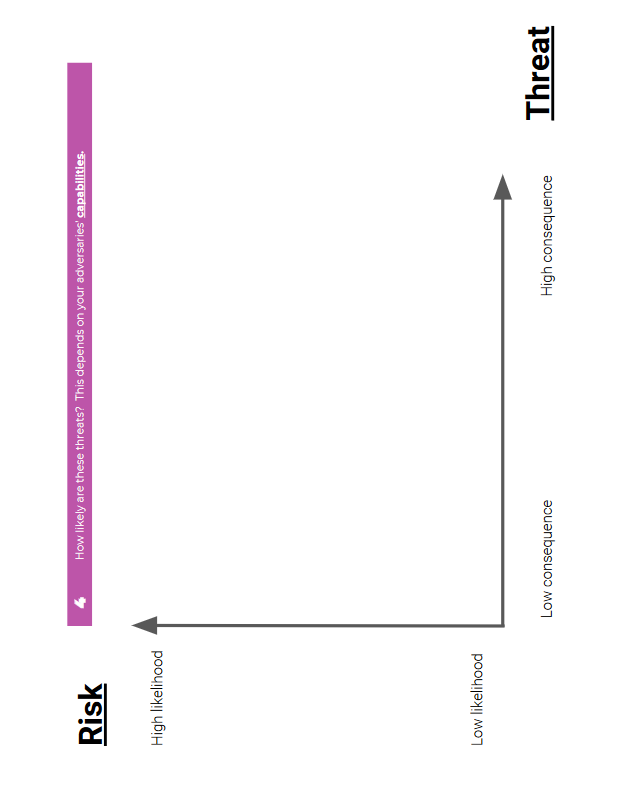 4
How likely are these threats? This depends on your adversaries' capabilities.
Risk
High likelihood
Low likelihood
Low consequence
High consequence
Threat